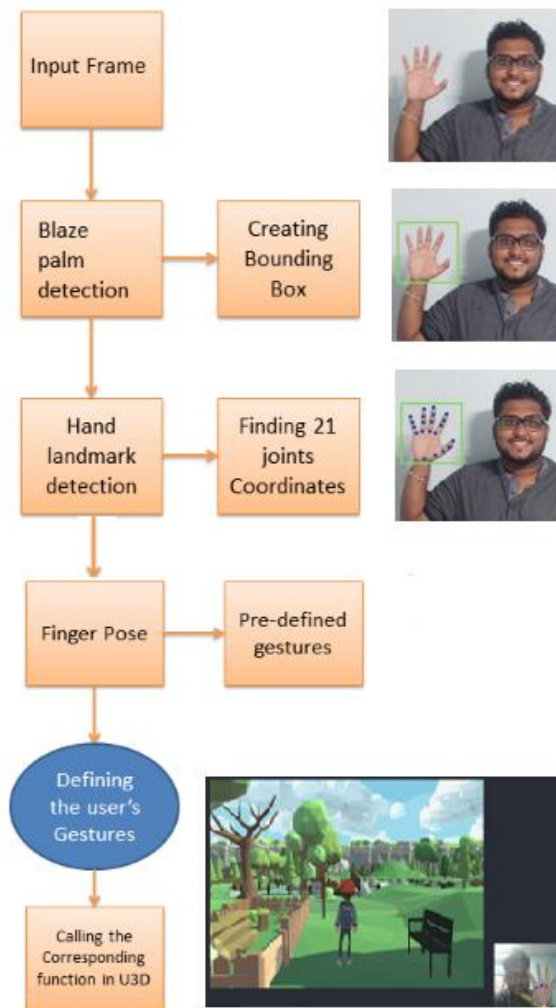 Input Frame
Blaze
palm
detection
Creating
Bounding
Box
Hand
landmark
detection
Finding 21
joints
Coordinates
Finger Pose
Pre-defined
gestures
Defining
the user's
Gestures
Calling the
Corresponding
function in U3D